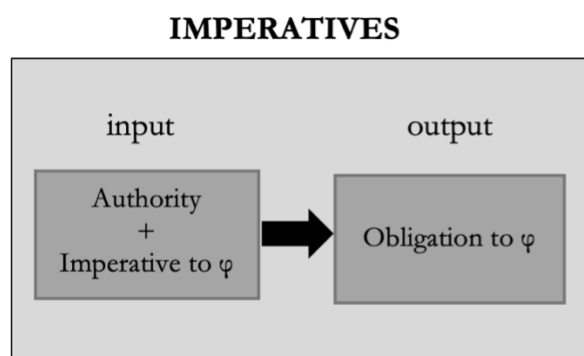 IMPERATIVES
input
output
Authority
+
Imperative to φ
Obligation to φ